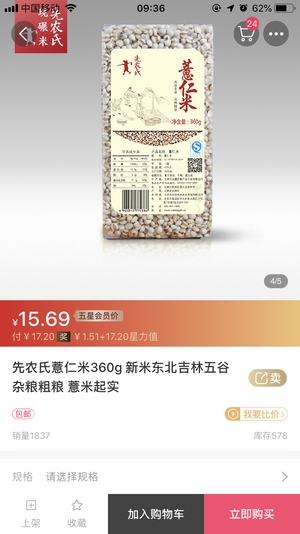 中国移动
09:36
62%
先农氏
现碾米
24
先农氏
薏仁米
净含量：360g
4/5
¥15.69 五星会员价
付¥17.20 奖 ¥1.51+17.20星力值
先农氏薏仁米360g 新米东北吉林五谷
杂粮粗粮 薏米起实
卖
包邮
我要比价>
销量1837
库存578
规格 请选择规格
上架
收藏
加入购物车
立即购买